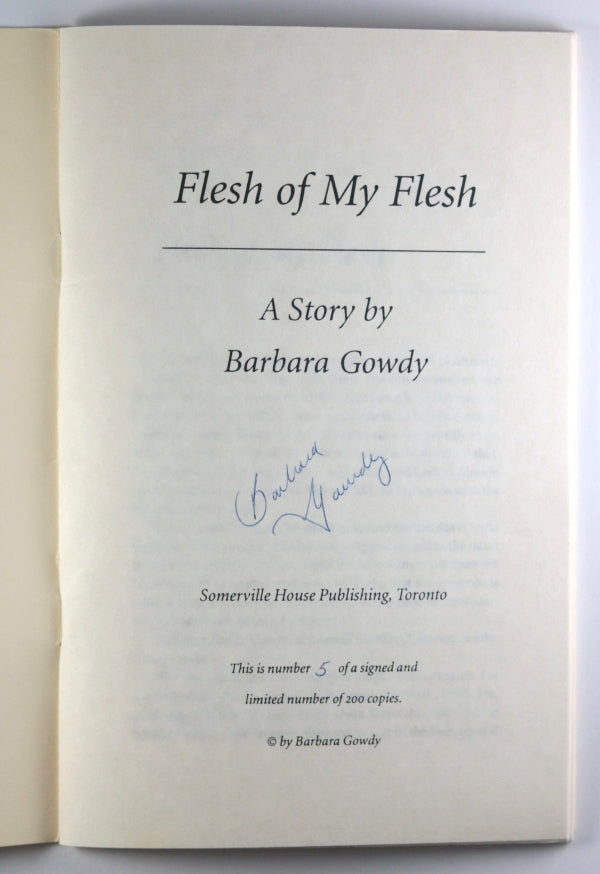 Flesh of My Flesh
A Story by
Barbara Gowdy
Barbara
Gowdy
Somerville House Publishing, Toronto
This is number 5 of a signed and
limited number of 200 copies.
© by Barbara Gowdy